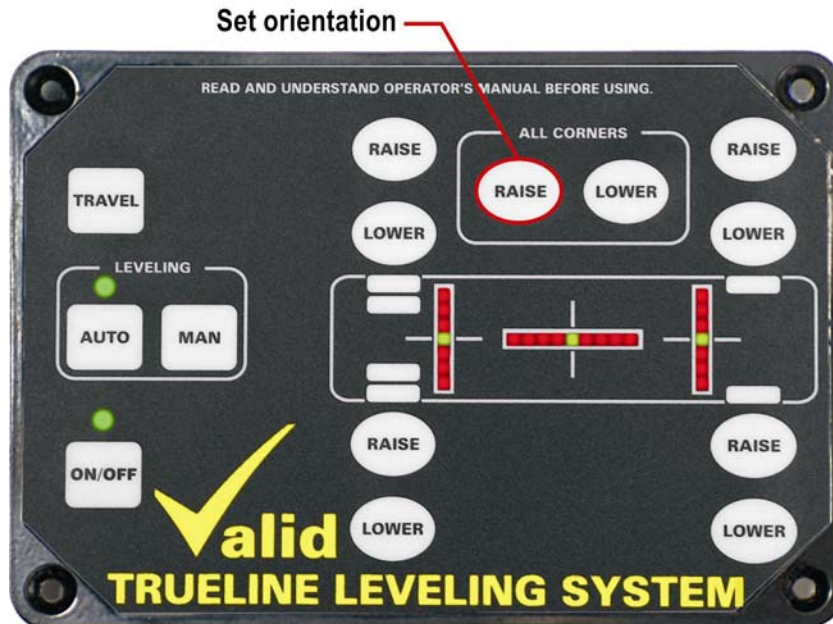 Set orientation
READ AND UNDERSTAND OPERATOR'S MANUAL BEFORE USING.
ALL CORNERS
RAISE
RAISE
LOWER
RAISE
TRAVEL
LOWER
LOWER
LEVELING
AUTO
MAN
RAISE
RAISE
ON/OFF
LOWER
LOWER
Valid
TRUELINE LEVELING SYSTEM